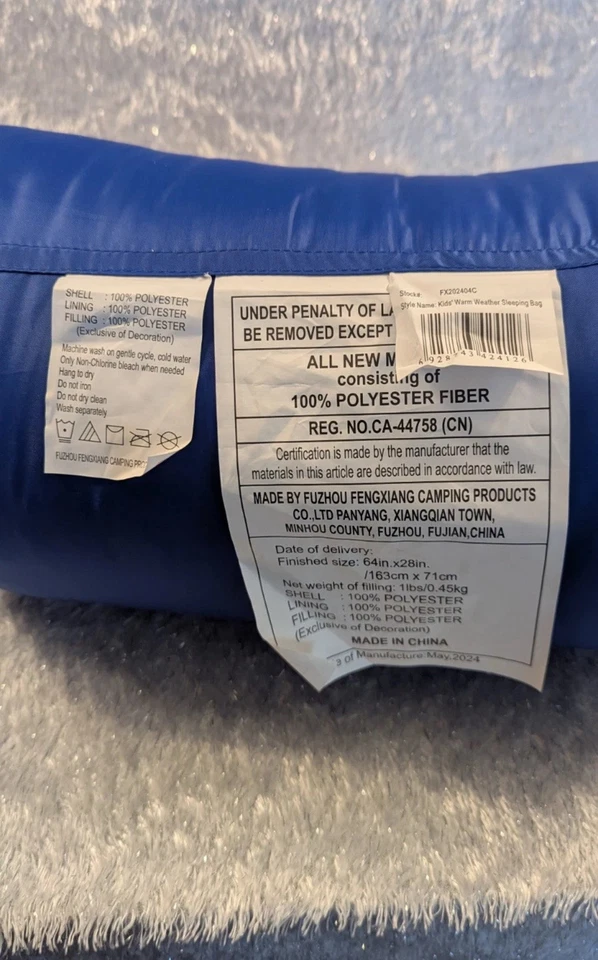 SHELL : 100% POLYESTER
LINING : 100% POLYESTER
FILLING : 100% POLYESTER
(Exclusive of Decoration)
Machine wash on gentle cycle, cold water
Only Non-Chlorine bleach when needed
Hang to dry
Do not iron
Do not dry clean
Wash separately
FUZHOU FENGXIANG CAMPING
UNDER PENALTY OF
BE REMOVED EXCEPT
ALL NEW
consisting of
100% POLYESTER FIBER
REG. NO.CA-44758 (CN)
Certification is made by the manufacturer that the
materials in this article are described in accordance with law.
MADE BY FUZHOU FENGXIANG CAMPING PRODUCTS
CO.,LTD PANYANG, XIANGQIAN TOWN,
MINHOU COUNTY, FUZHOU, FUJIAN,CHINA
Date of delivery:
Finished size: 64in.x28in.
/163cm x 71cm
Net weight of filling: 1lbs/0.45kg
SHELL : 100% POLYESTER
LINING : 100% POLYESTER
FILLING : 100% POLYESTER
(Exclusive of Decoration)
MADE IN CHINA
of Manufacture:May,2024
Stock#: FX202404C
Style Name: Kids' Warm Weather Sleeping Bag
6 928743 424126